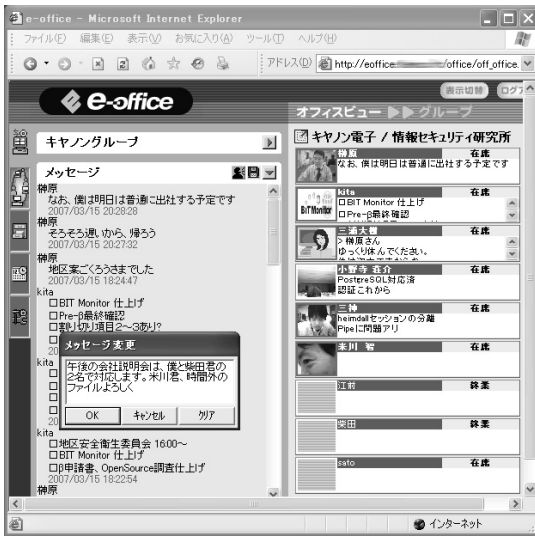 e-office - Microsoft Internet Explorer
ファイル(F) 編集(E) 表示(V) お気に入り(A) ツール(T) ヘルプ(H)
アドレス(D) http://eoffice. /office/off_office.
表示切替 ログア
e-office
オフィスビュー ▶▶ グループ
キヤノングループ
キヤノン電子 / 情報セキュリティ研究所
メッセージ
榊原
なお、僕は明日は普通に出社する予定です
2007/03/15 20:28:28
榊原
そろそろ遅いから、帰ろう
2007/03/15 20:27:32
榊原
地区案ごくろうさまでした
2007/03/15 18:24:47
kita
□BIT Monitor 仕上げ
□Pre-β最終確認
□割り切り項目2~3あり?
メッセージ変更
午後の会社説明会は、僕と柴田君の
2名で対応します。米川君、時間外の
ファイルよろしく
OK キャンセル クリア
kita
kita
□地区安全衛生委員会 16:00~
□BIT Monitor 仕上げ
□β申請書、OpenSource調査仕上げ
2007/03/15 18:22:54
榊原
榊原 在席
なお、僕は明日は普通に出社する予定です
BITMonitor
kita 在席
□BIT Monitor 仕上げ
□Pre-β最終確認
三浦大樹 在席
> 榊原さん
ゆっくり休んでください。
小野寺 在席
PostgreSQL対応済
認証これから
三神 在席
heimdallセッションの分離
Pipeに問題アリ
米川 智 在席
江前 終業
柴田 終業
sato 在席
インターネット